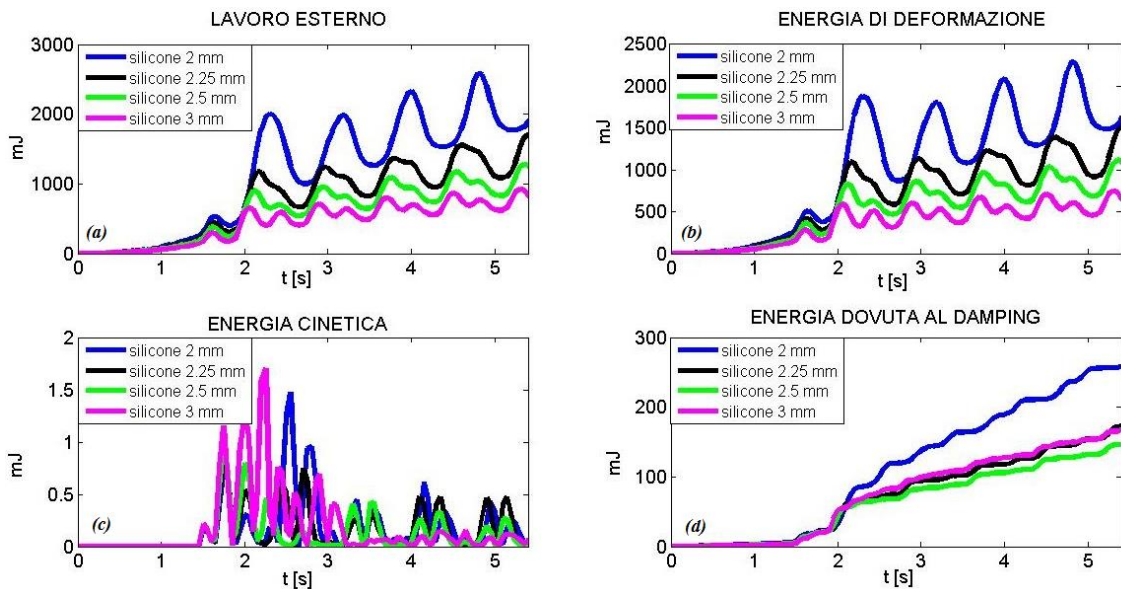 LAVORO ESTERNO
3000
2000
1000
0
mJ
silicone 2 mm
silicone 2.25 mm
silicone 2.5 mm
silicone 3 mm
(a)
0 1 2 3 4 5
t [s]
ENERGIA DI DEFORMAZIONE
2500
2000
1500
1000
500
0
mJ
silicone 2 mm
silicone 2.25 mm
silicone 2.5 mm
silicone 3 mm
(b)
0 1 2 3 4 5
t [s]
ENERGIA CINETICA
2
1.5
1
0.5
0
mJ
silicone 2 mm
silicone 2.25 mm
silicone 2.5 mm
silicone 3 mm
(c)
0 1 2 3 4 5
t [s]
ENERGIA DOVUTA AL DAMPING
300
200
100
0
mJ
silicone 2 mm
silicone 2.25 mm
silicone 2.5 mm
silicone 3 mm
(d)
0 1 2 3 4 5
t [s]